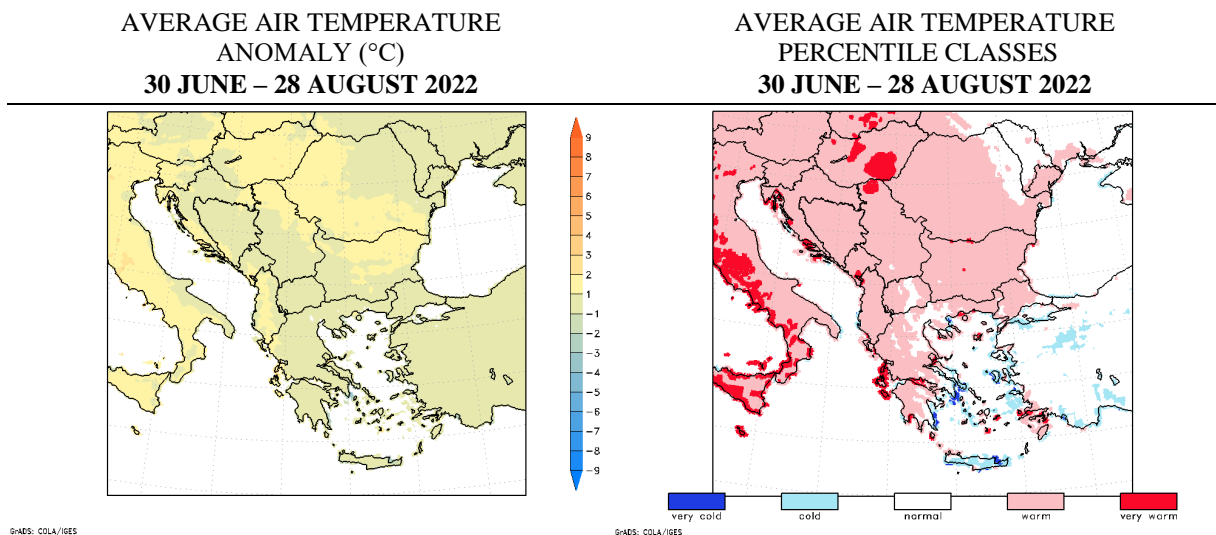 AVERAGE AIR TEMPERATURE
ANOMALY (°C)
30 JUNE – 28 AUGUST 2022
9
8
7
6
5
4
3
2
1
−1
−2
−3
−4
−5
−6
−7
−8
−9
GrADS: COLA/IGES
AVERAGE AIR TEMPERATURE
PERCENTILE CLASSES
30 JUNE – 28 AUGUST 2022
very cold
cold
normal
warm
very warm
GrADS: COLA/IGES